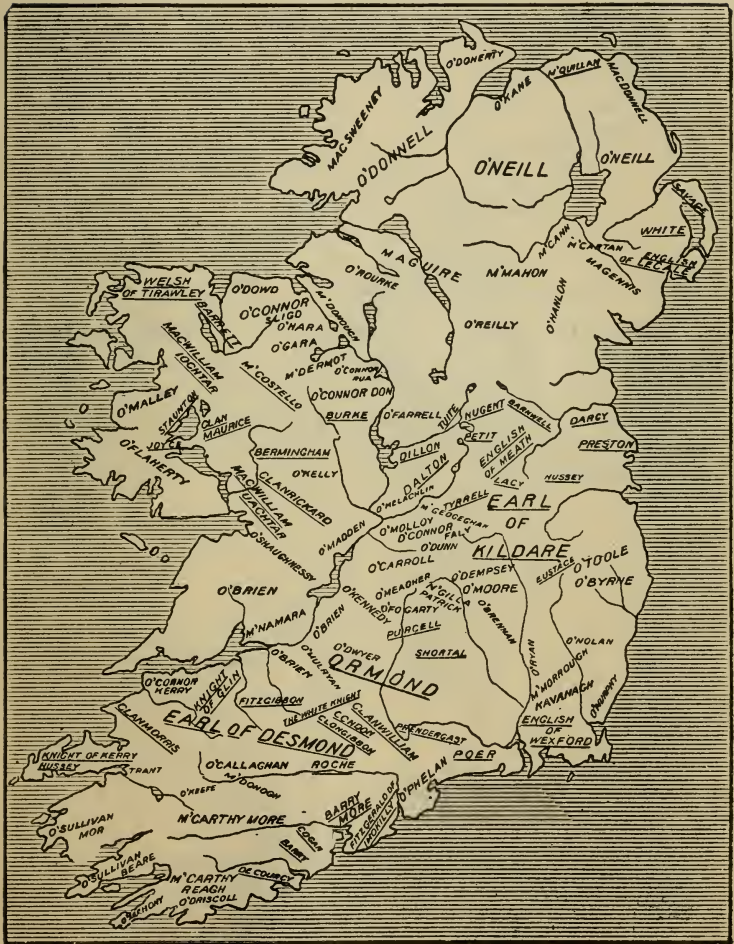 O'DOHERTY
M'QUILLAN
MACDONNELL
O'KANE
MACSWEENEY
O'DONNELL
O'NEILL
O'NEILL
SAVAGE
WHITE
ENGLISH
OF LECALE
M'CANN
M'CARTAN
MAGENNIS
MAGUIRE
M'MAHON
O'ROURKE
O'HANLON
O'REILLY
WELSH
OF TIRAWLEY
BARRETT
O'DOWD
O'CONNOR
SLIGO
O'HARA
M'DONOUGH
O'GARA
M'DERMOT
O'CONNOR
RUA
MACWILLIAM
IOCHTAR
M'COSTELLO
O'CONNOR DON
BURKE
O'FARRELL
TUITE
NUGENT
BARNWELL
DARCY
PRESTON
O'MALLEY
STAUNTON
CLAN
MAURICE
JOYCE
O'FLAHERTY
BERMINGHAM
O'KELLY
DILLON
PETIT
ENGLISH
OF MEATH
DALTON
LACY
HUSSEY
O'MELACHLIN
TYRRELL
M'GEOGEGHAN
EARL
OF
KILDARE
CLANRICKARD
MACWILLIAM
UACHTAR
O'SHAUGHNESSY
O'MADDEN
O'MOLLOY
O'CONNOR
FALY
O'DUNN
O'CARROLL
O'DEMPSEY
EUSTACE
O'TOOLE
O'BYRNE
O'BRIEN
M'NAMARA
O'BRIEN
O'KENNEDY
O'MEAGHER
O'FOGARTY
M'GILLA
PATRICK
O'MOORE
O'BRENNAN
PURCELL
SHORTAL
O'DWYER
ORMOND
O'MULRYAN
O'BRIEN
O'RYAN
O'NOLAN
M'MORROUGH
KAVANAGH
O'MURPHY
ENGLISH
OF
WEXFORD
O'CONNOR
KERRY
KNIGHT
OF GLIN
FITZGIBBON
THE WHITE KNIGHT
CLANWILLIAM
CONDON
CLONGIBBON
CLANMORRIS
EARL OF DESMOND
PRENDERGAST
POER
KNIGHT OF KERRY
HUSSEY
TRANT
O'CALLAGHAN
ROCHE
M'DONOGH
O'KEEFE
O'PHELAN
M'CARTHY MORE
BARRY
MORE
FITZGERALD OF
IMOKILLY
COGAN
BARRY
O'SULLIVAN
MOR
O'SULLIVAN
BEARE
DE COURCY
M'CARTHY
REAGH
O'DRISCOLL
O'MAHONY